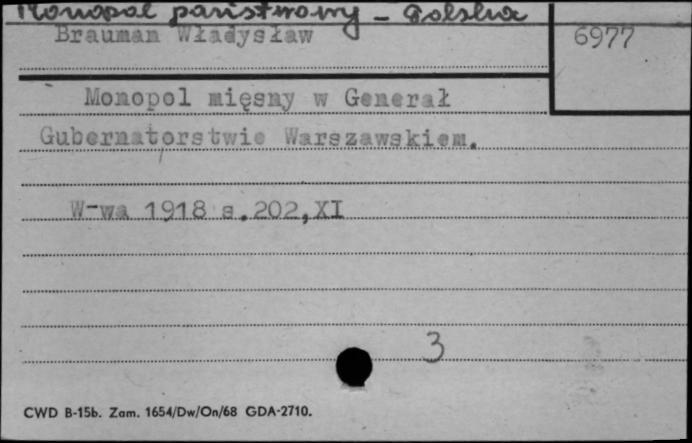 Monopol państwowy - Polska
Brauman Władysław
6977
Monopol mięsny w Generał
Gubernatorstwie Warszawskiem.
W-wa 1918 s.202,XI
3
CWD B-15b. Zam. 1654/Dw/On/68 GDA-2710.